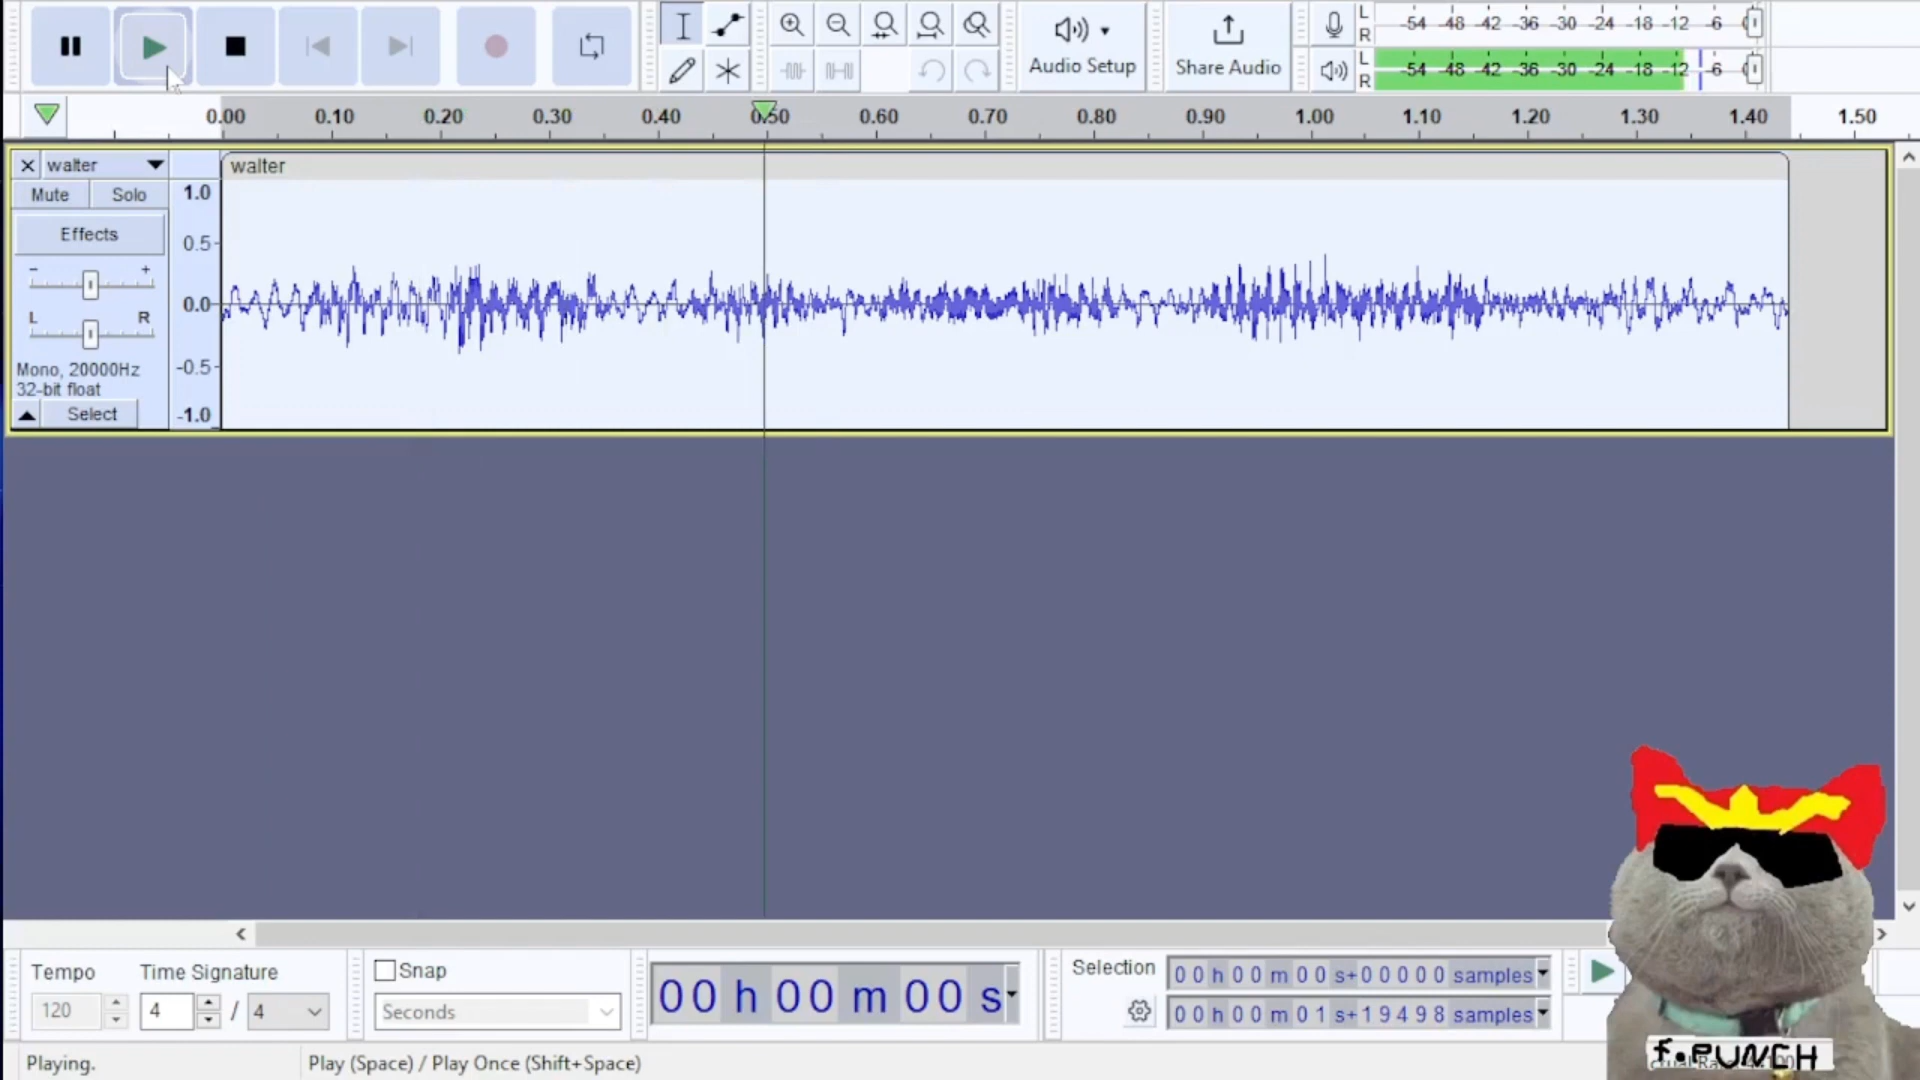 L
R
-54 -48 -42 -36 -30 -24 -18 -12 -6
Audio Setup
Share Audio
L
R
-54 -48 -42 -36 -30 -24 -18 -12 -6
0.00 0.10 0.20 0.30 0.40 0.50 0.60 0.70 0.80 0.90 1.00 1.10 1.20 1.30 1.40 1.50
walter
walter
Mute Solo
Effects
- +
L R
Mono, 20000Hz
32-bit float
Select
1.0
0.5
0.0
-0.5
-1.0
Tempo
120
Time Signature
4 / 4
Snap
Seconds
00 h 00 m 00 s
Selection
00 h 00 m 00 s+00000 samples
00 h 00 m 01 s+19498 samples
Playing.
Play (Space) / Play Once (Shift+Space)
f.PUNCH